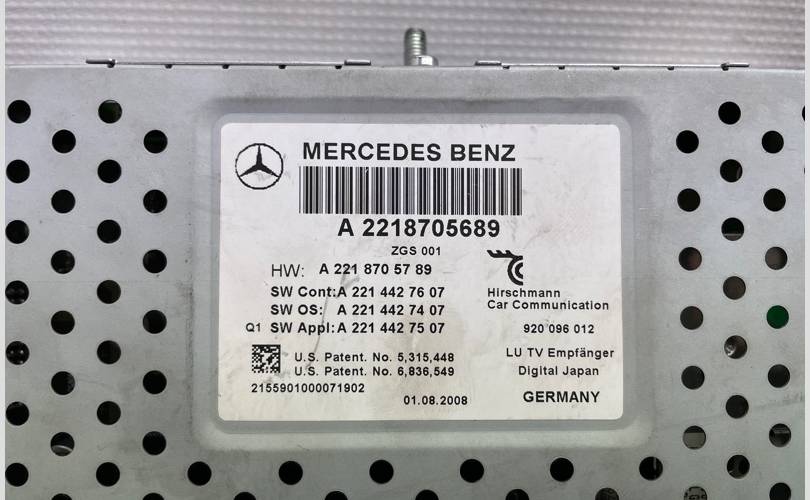 MERCEDES BENZ
A 2218705689
ZGS 001
HW: A 221 870 57 89
Hirschmann
Car Communication
SW Cont:A 221 442 76 07
SW OS: A 221 442 74 07
Q1 SW Appl:A 221 442 75 07
920 096 012
LU TV Empfänger
Digital Japan
U.S. Patent. No. 5,315,448
U.S. Patent. No. 6,836,549
2155901000071902
01.08.2008
GERMANY